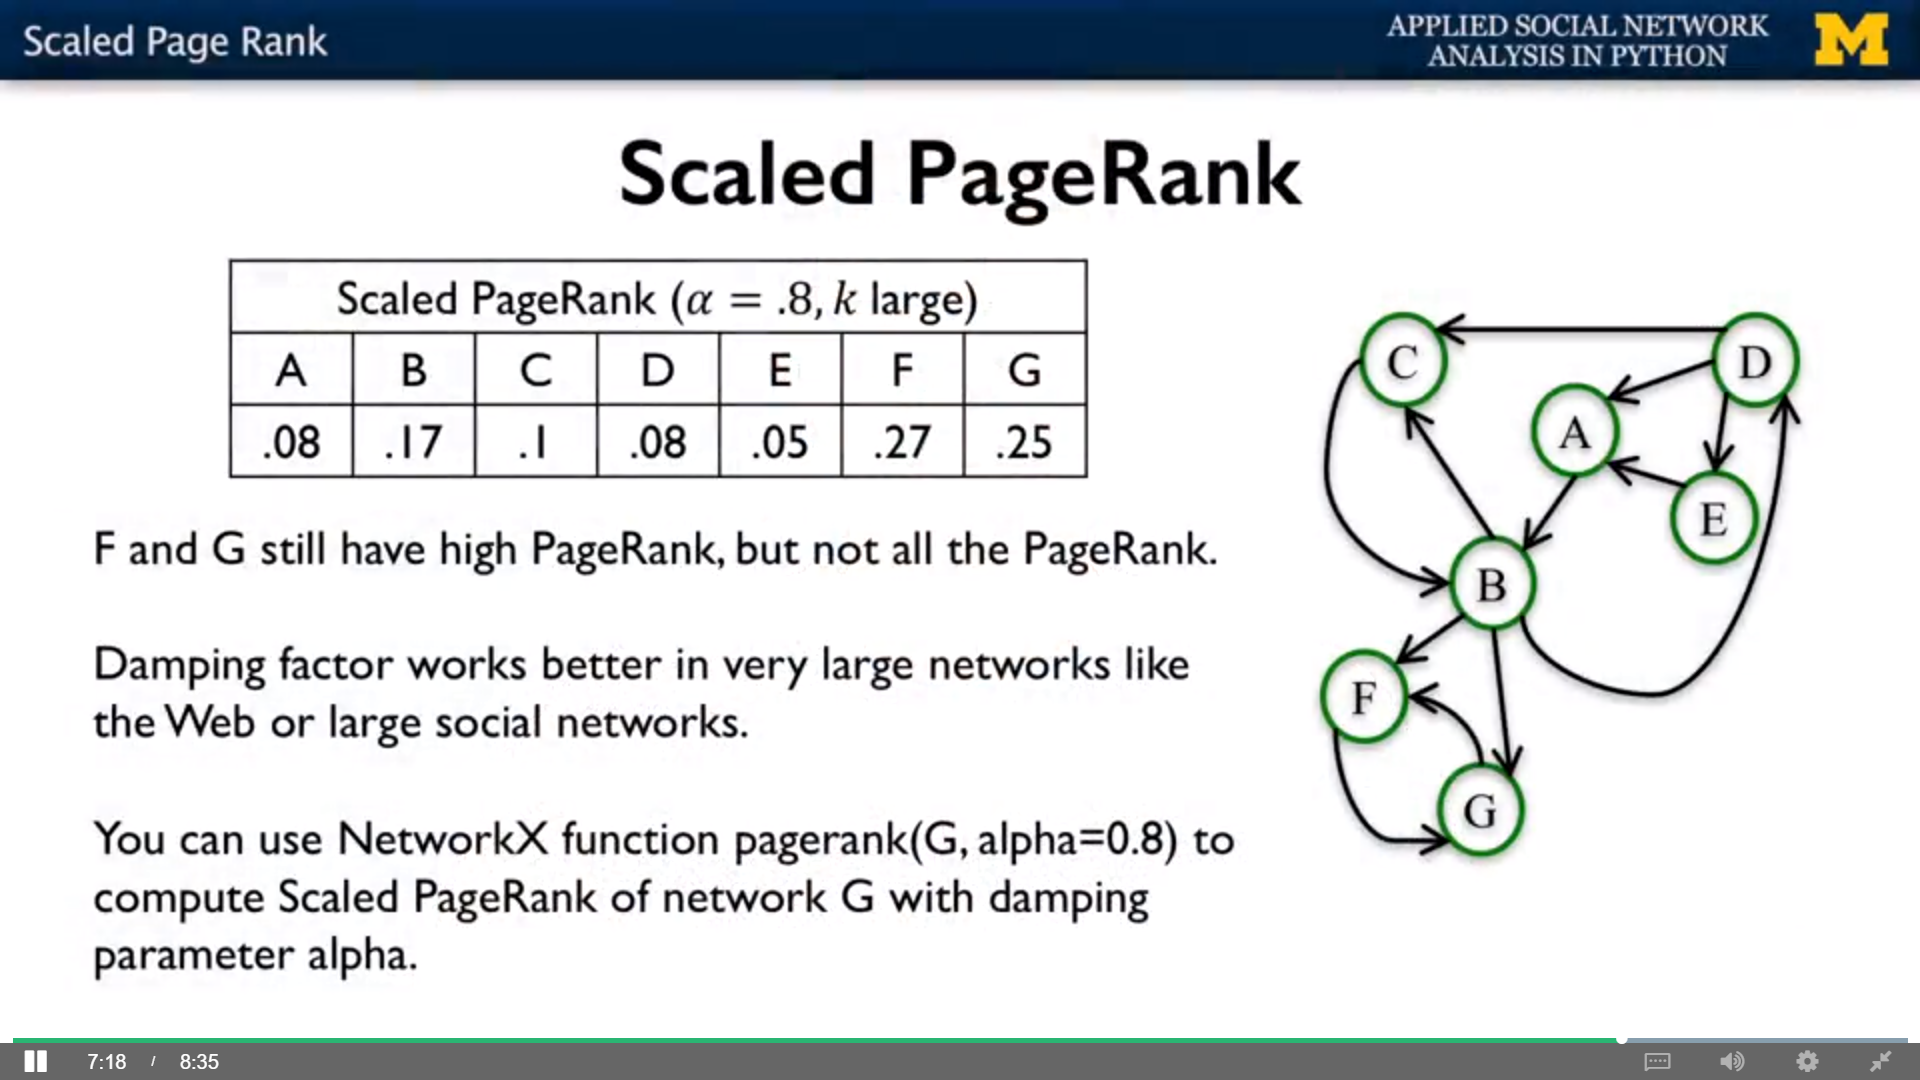 Scaled Page Rank
APPLIED SOCIAL NETWORK
ANALYSIS IN PYTHON
M
Scaled PageRank
Scaled PageRank (α = .8, k large)
A B C D E F G
.08 .17 .1 .08 .05 .27 .25
F and G still have high PageRank, but not all the PageRank.
Damping factor works better in very large networks like
the Web or large social networks.
You can use NetworkX function pagerank(G, alpha=0.8) to
compute Scaled PageRank of network G with damping
parameter alpha.
C
D
A
E
B
F
G
7:18 / 8:35